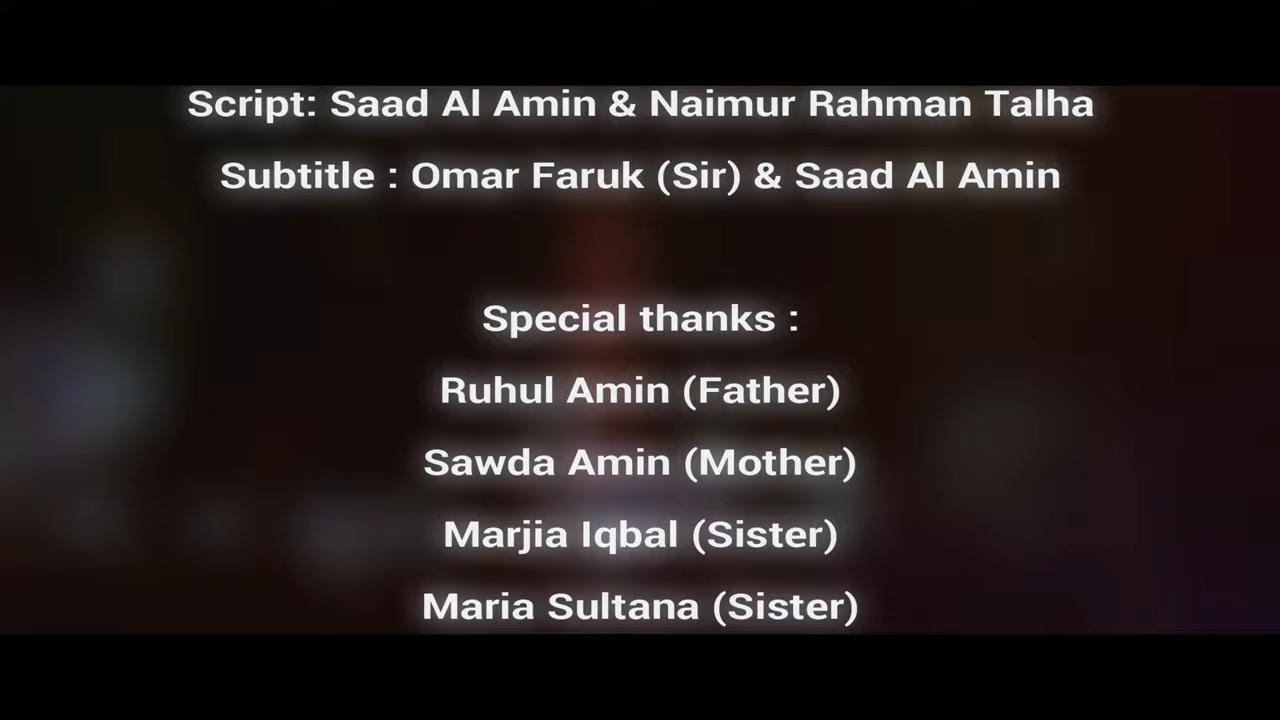 Script: Saad Al Amin & Naimur Rahman Talha
Subtitle : Omar Faruk (Sir) & Saad Al Amin
Special thanks :
Ruhul Amin (Father)
Sawda Amin (Mother)
Marjia Iqbal (Sister)
Maria Sultana (Sister)